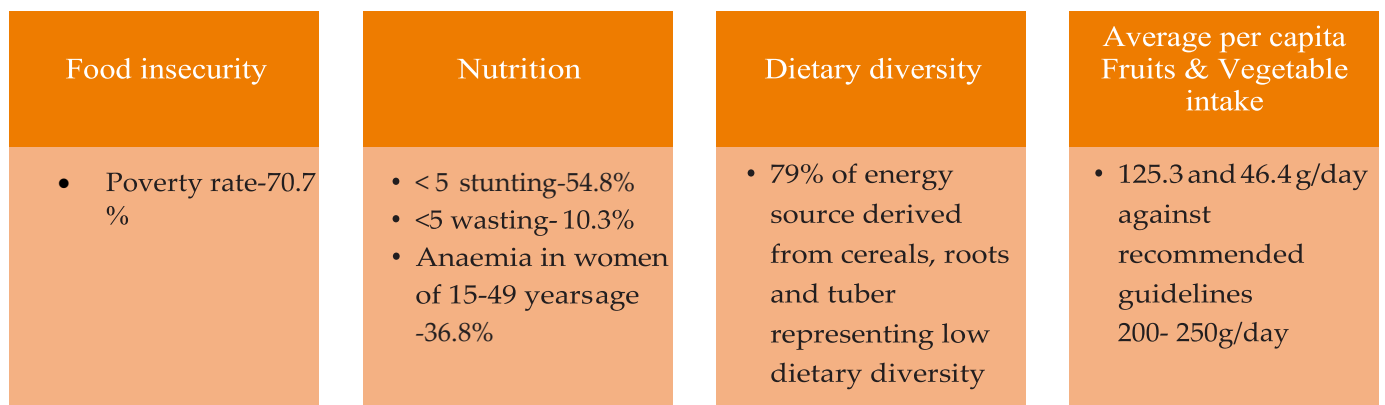 Food insecurity
• Poverty rate-70.7
%
Nutrition
• < 5 stunting-54.8%
• <5 wasting- 10.3%
• Anaemia in women
of 15-49 yearsage
-36.8%
Dietary diversity
• 79% of energy
source derived
from cereals, roots
and tuber
representing low
dietary diversity
Average per capita
Fruits & Vegetable
intake
• 125.3 and 46.4 g/day
against
recommended
guidelines
200- 250g/day